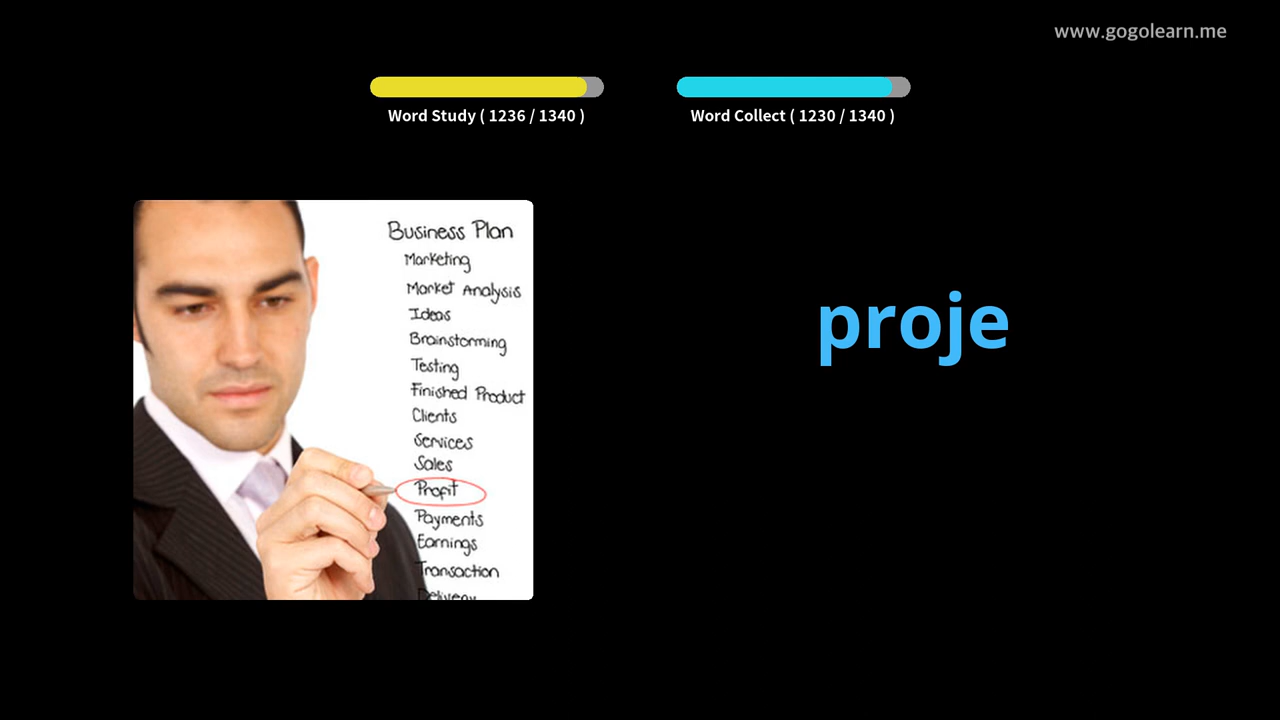 www.gogolearn.me
Word Study ( 1236 / 1340 )
Word Collect ( 1230 / 1340 )
Business Plan
Marketing
Market Analysis
Ideas
Brainstorming
Testing
Finished Product
Clients
Services
Sales
Profit
Payments
Earnings
Transaction
Delivery
proje